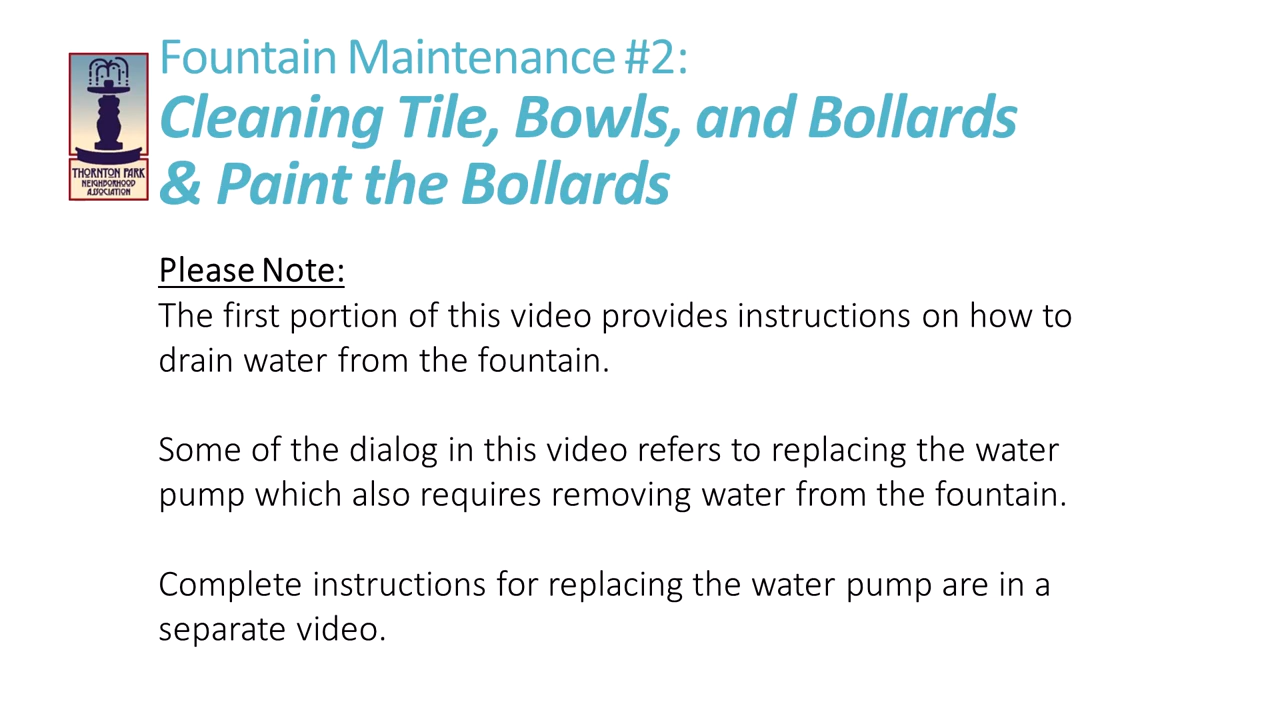 Fountain Maintenance #2:
Cleaning Tile, Bowls, and Bollards
& Paint the Bollards
THORNTON PARK
NEIGHBORHOOD
ASSOCIATION
Please Note:
The first portion of this video provides instructions on how to
drain water from the fountain.
Some of the dialog in this video refers to replacing the water
pump which also requires removing water from the fountain.
Complete instructions for replacing the water pump are in a
separate video.